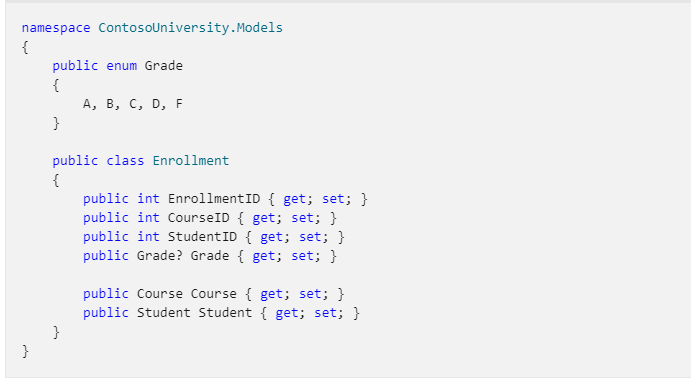 namespace ContosoUniversity.Models
{
    public enum Grade
    {
        A, B, C, D, F
    }

    public class Enrollment
    {
        public int EnrollmentID { get; set; }
        public int CourseID { get; set; }
        public int StudentID { get; set; }
        public Grade? Grade { get; set; }

        public Course Course { get; set; }
        public Student Student { get; set; }
    }
}